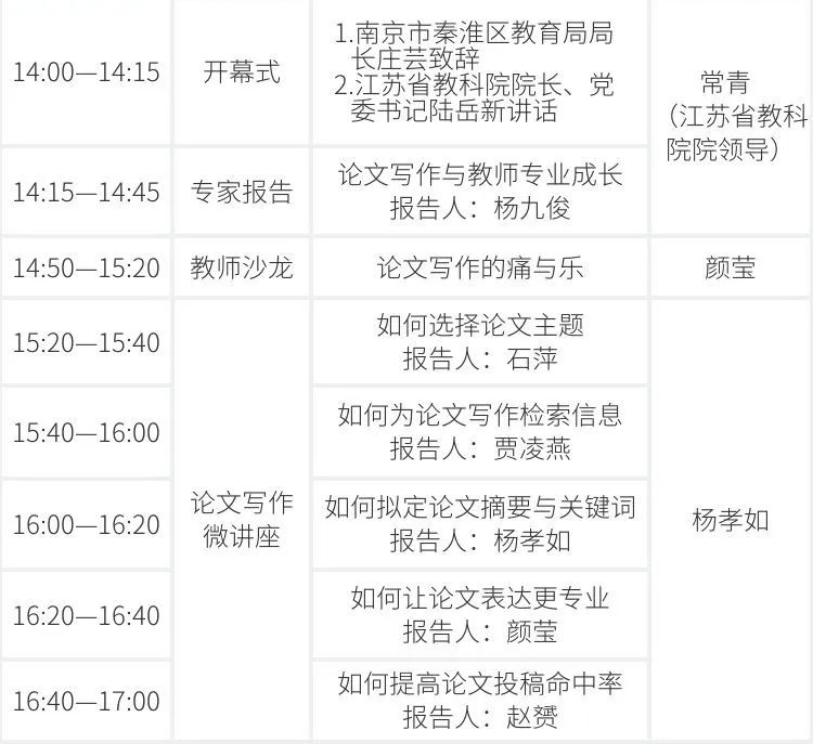 14:00—14:15
开幕式
1.南京市秦淮区教育局局
长庄芸致辞
2.江苏省教科院院长、党
委书记陆岳新讲话
常青
（江苏省教科
院院领导）
14:15—14:45
专家报告
论文写作与教师专业成长
报告人：杨九俊
14:50—15:20
教师沙龙
论文写作的痛与乐
颜莹
15:20—15:40
论文写作
微讲座
如何选择论文主题
报告人：石萍
杨孝如
15:40—16:00
如何为论文写作检索信息
报告人：贾凌燕
16:00—16:20
如何拟定论文摘要与关键词
报告人：杨孝如
16:20—16:40
如何让论文表达更专业
报告人：颜莹
16:40—17:00
如何提高论文投稿命中率
报告人：赵赟